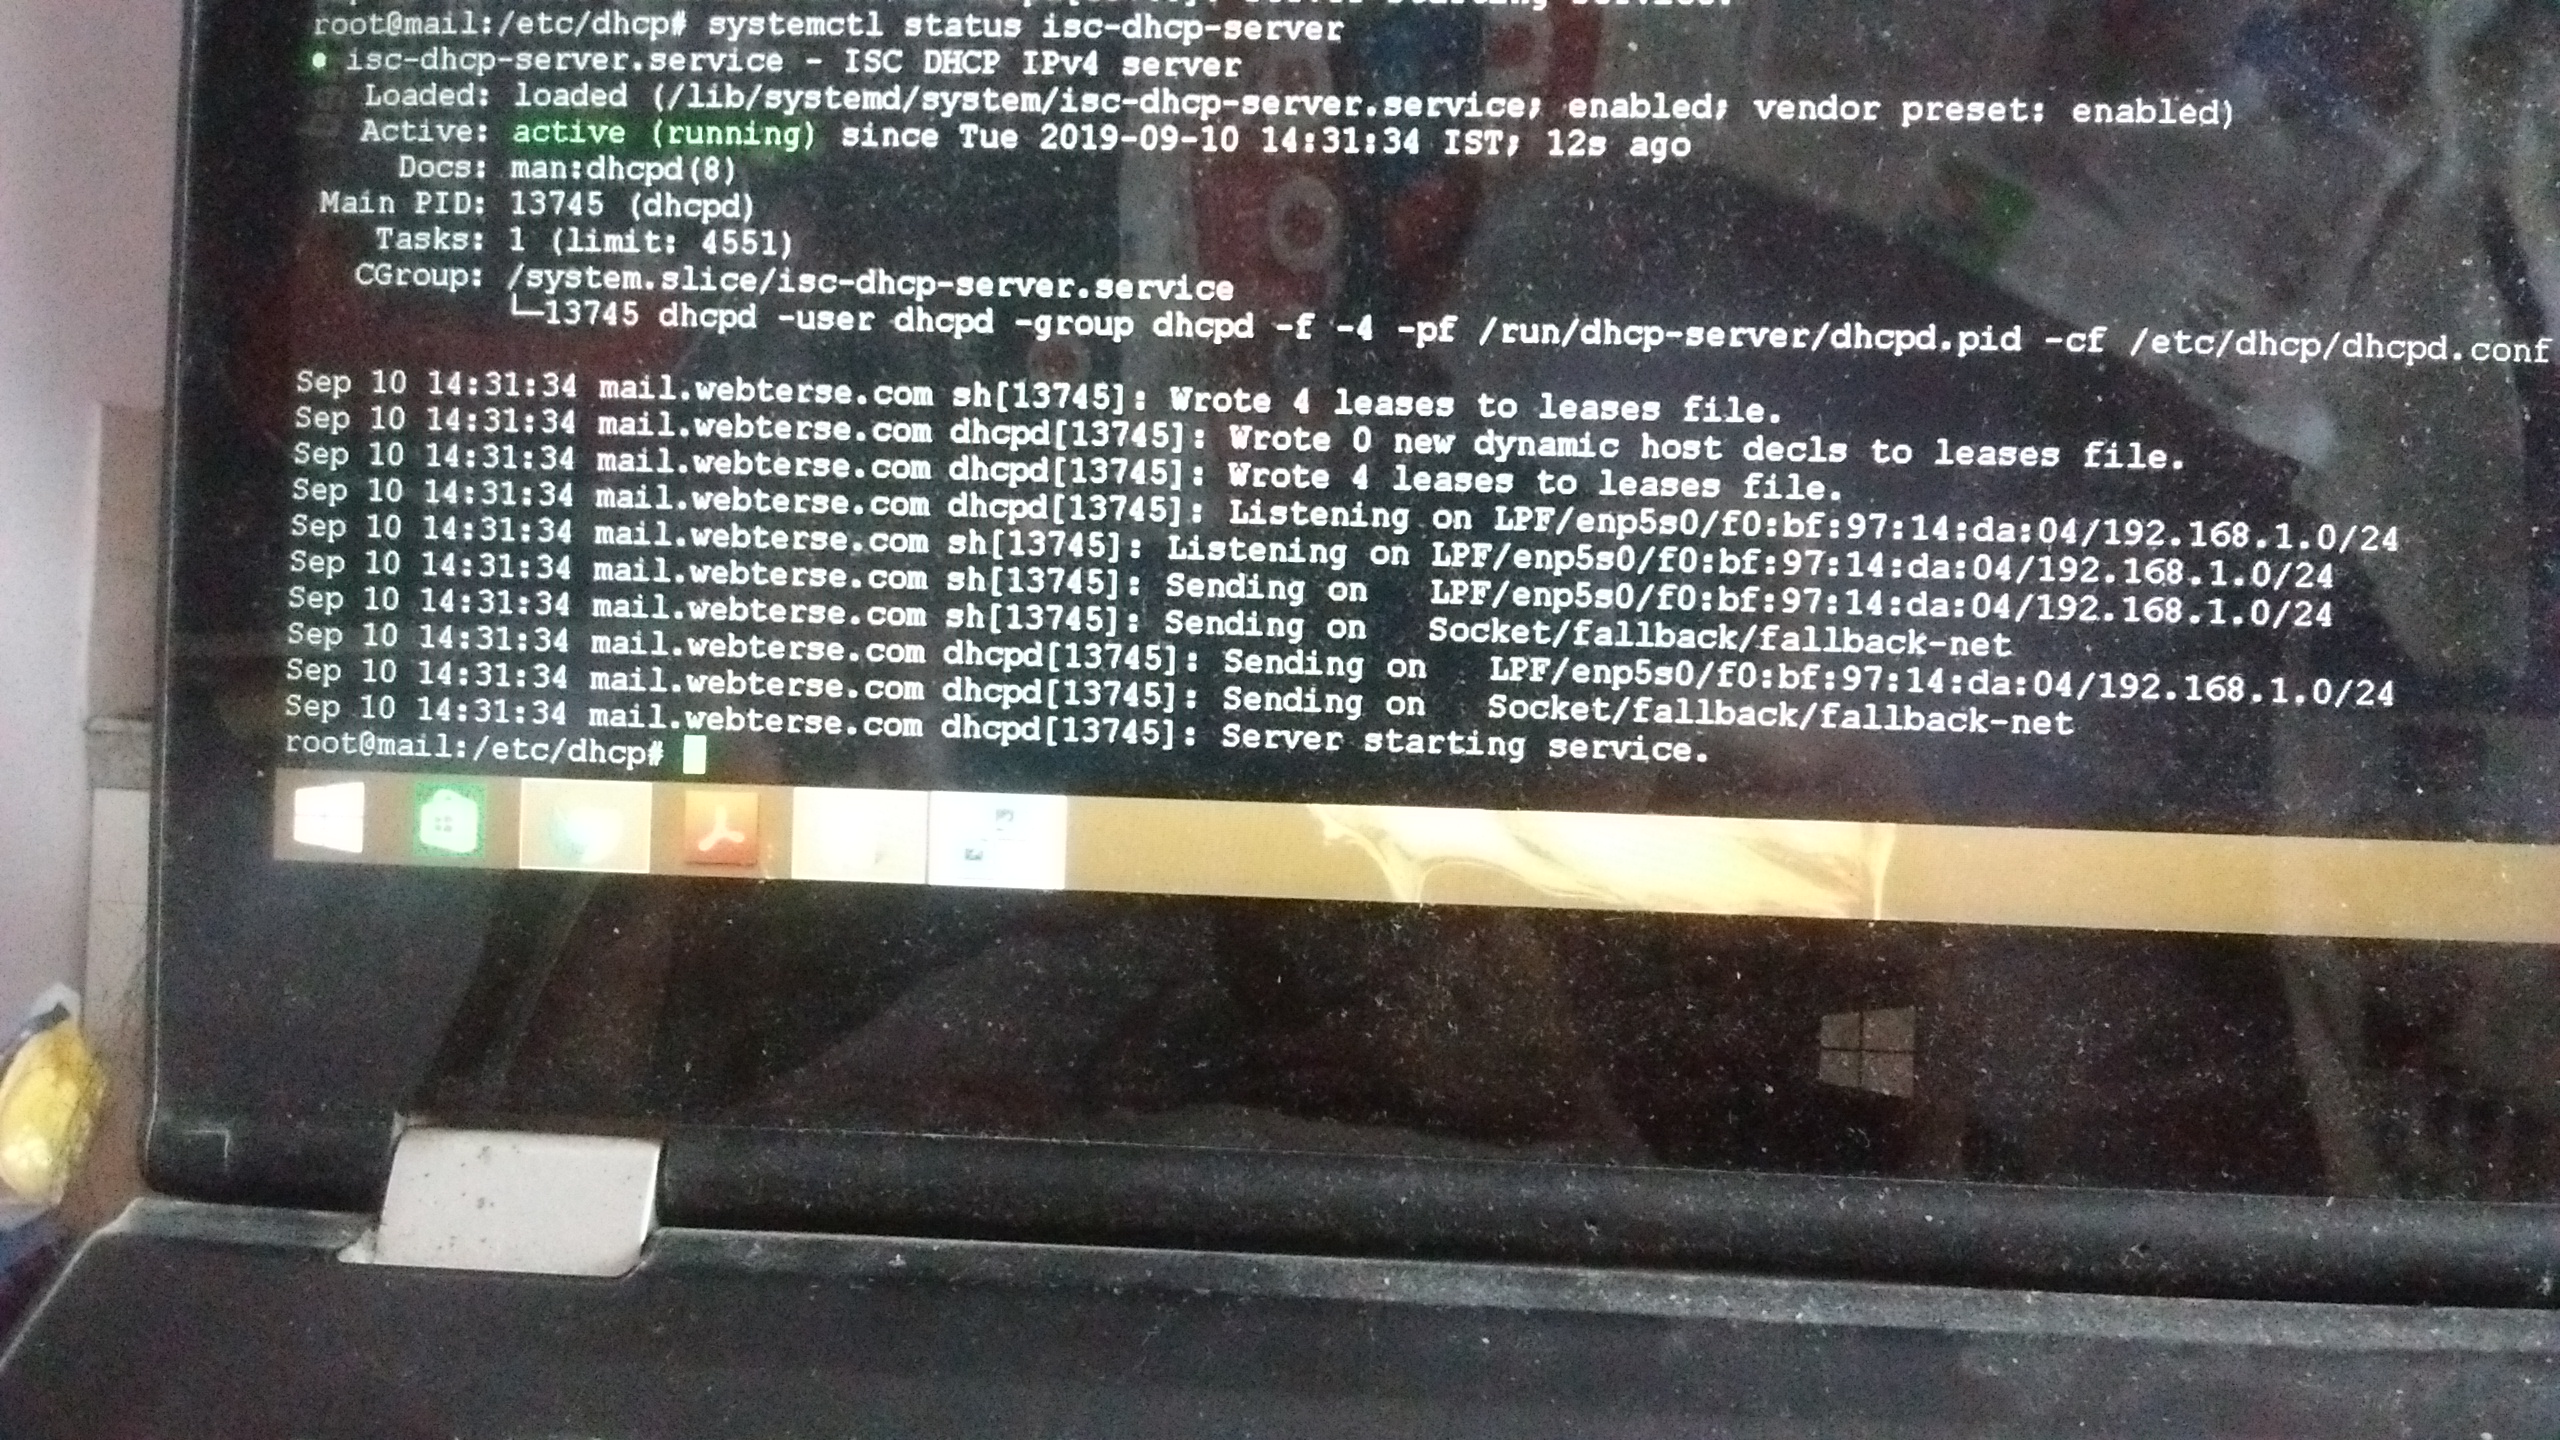 root@mail:/etc/dhcp# systemctl status isc-dhcp-server
● isc-dhcp-server.service - ISC DHCP IPv4 server
Loaded: loaded (/lib/systemd/system/isc-dhcp-server.service; enabled; vendor preset: enabled)
Active: active (running) since Tue 2019-09-10 14:31:34 IST; 12s ago
Docs: man:dhcpd(8)
Main PID: 13745 (dhcpd)
Tasks: 1 (limit: 4551)
CGroup: /system.slice/isc-dhcp-server.service
└─13745 dhcpd -user dhcpd -group dhcpd -f -4 -pf /run/dhcp-server/dhcpd.pid -cf /etc/dhcp/dhcpd.conf
Sep 10 14:31:34 mail.webterse.com sh[13745]: Wrote 4 leases to leases file.
Sep 10 14:31:34 mail.webterse.com dhcpd[13745]: Wrote 0 new dynamic host decls to leases file.
Sep 10 14:31:34 mail.webterse.com dhcpd[13745]: Wrote 4 leases to leases file.
Sep 10 14:31:34 mail.webterse.com dhcpd[13745]: Listening on LPF/enp5s0/f0:bf:97:14:da:04/192.168.1.0/24
Sep 10 14:31:34 mail.webterse.com sh[13745]: Listening on LPF/enp5s0/f0:bf:97:14:da:04/192.168.1.0/24
Sep 10 14:31:34 mail.webterse.com sh[13745]: Sending on   LPF/enp5s0/f0:bf:97:14:da:04/192.168.1.0/24
Sep 10 14:31:34 mail.webterse.com sh[13745]: Sending on   Socket/fallback/fallback-net
Sep 10 14:31:34 mail.webterse.com dhcpd[13745]: Sending on   LPF/enp5s0/f0:bf:97:14:da:04/192.168.1.0/24
Sep 10 14:31:34 mail.webterse.com dhcpd[13745]: Sending on   Socket/fallback/fallback-net
Sep 10 14:31:34 mail.webterse.com dhcpd[13745]: Server starting service.
root@mail:/etc/dhcp#